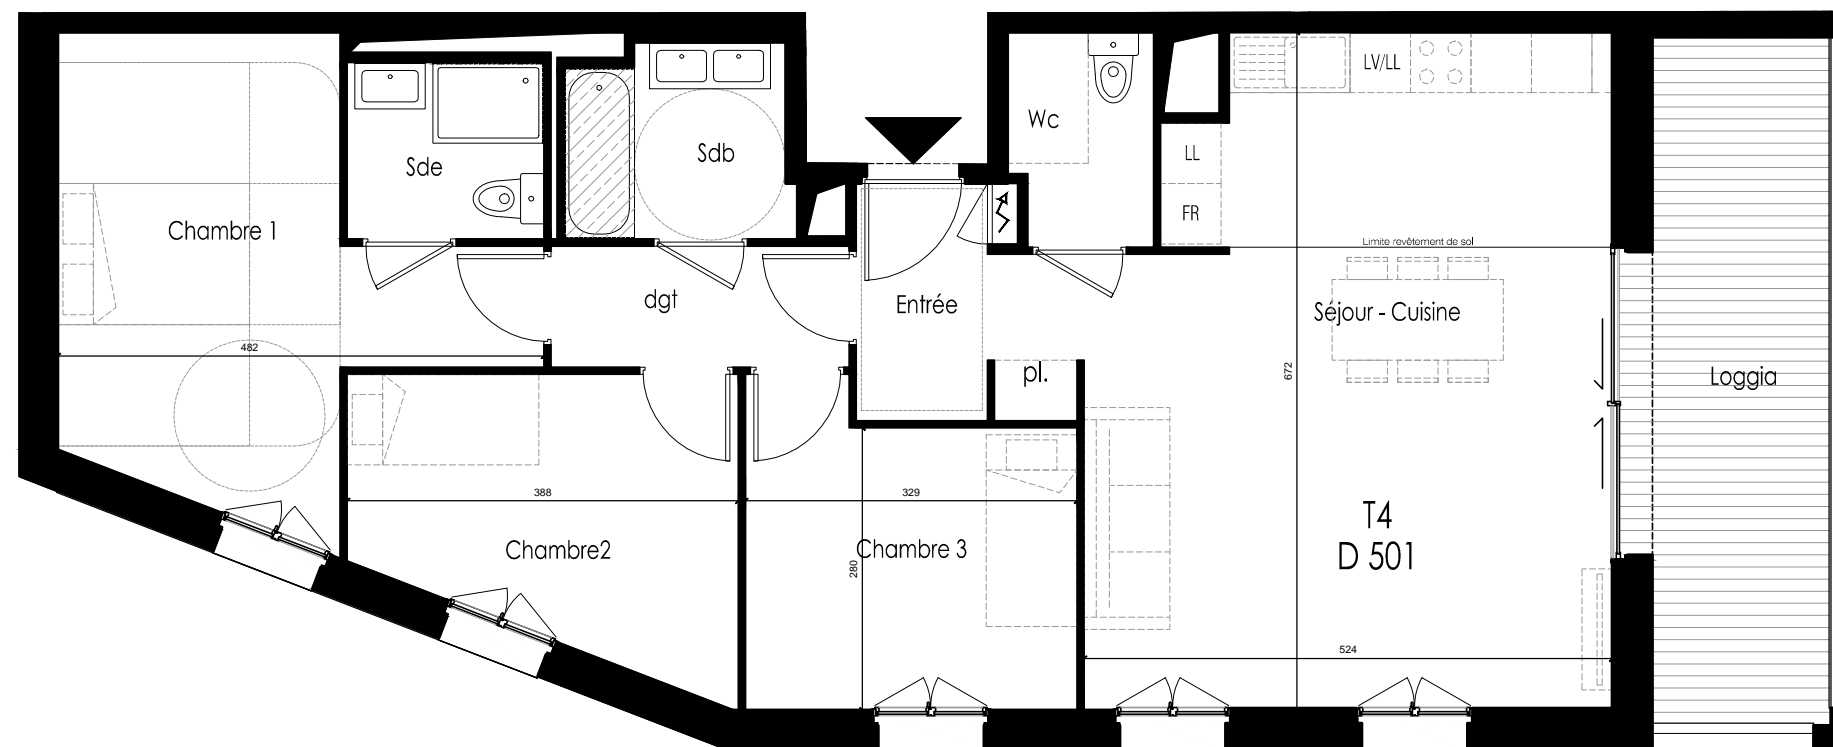 LV/LL
Wc
Sdb
LL
Sde
FR
Chambre 1
Limite revêtement de sol
dgt
Entrée
Séjour - Cuisine
482
pl.
672
Loggia
388
329
T4
D 501
Chambre2
Chambre 3
280
524